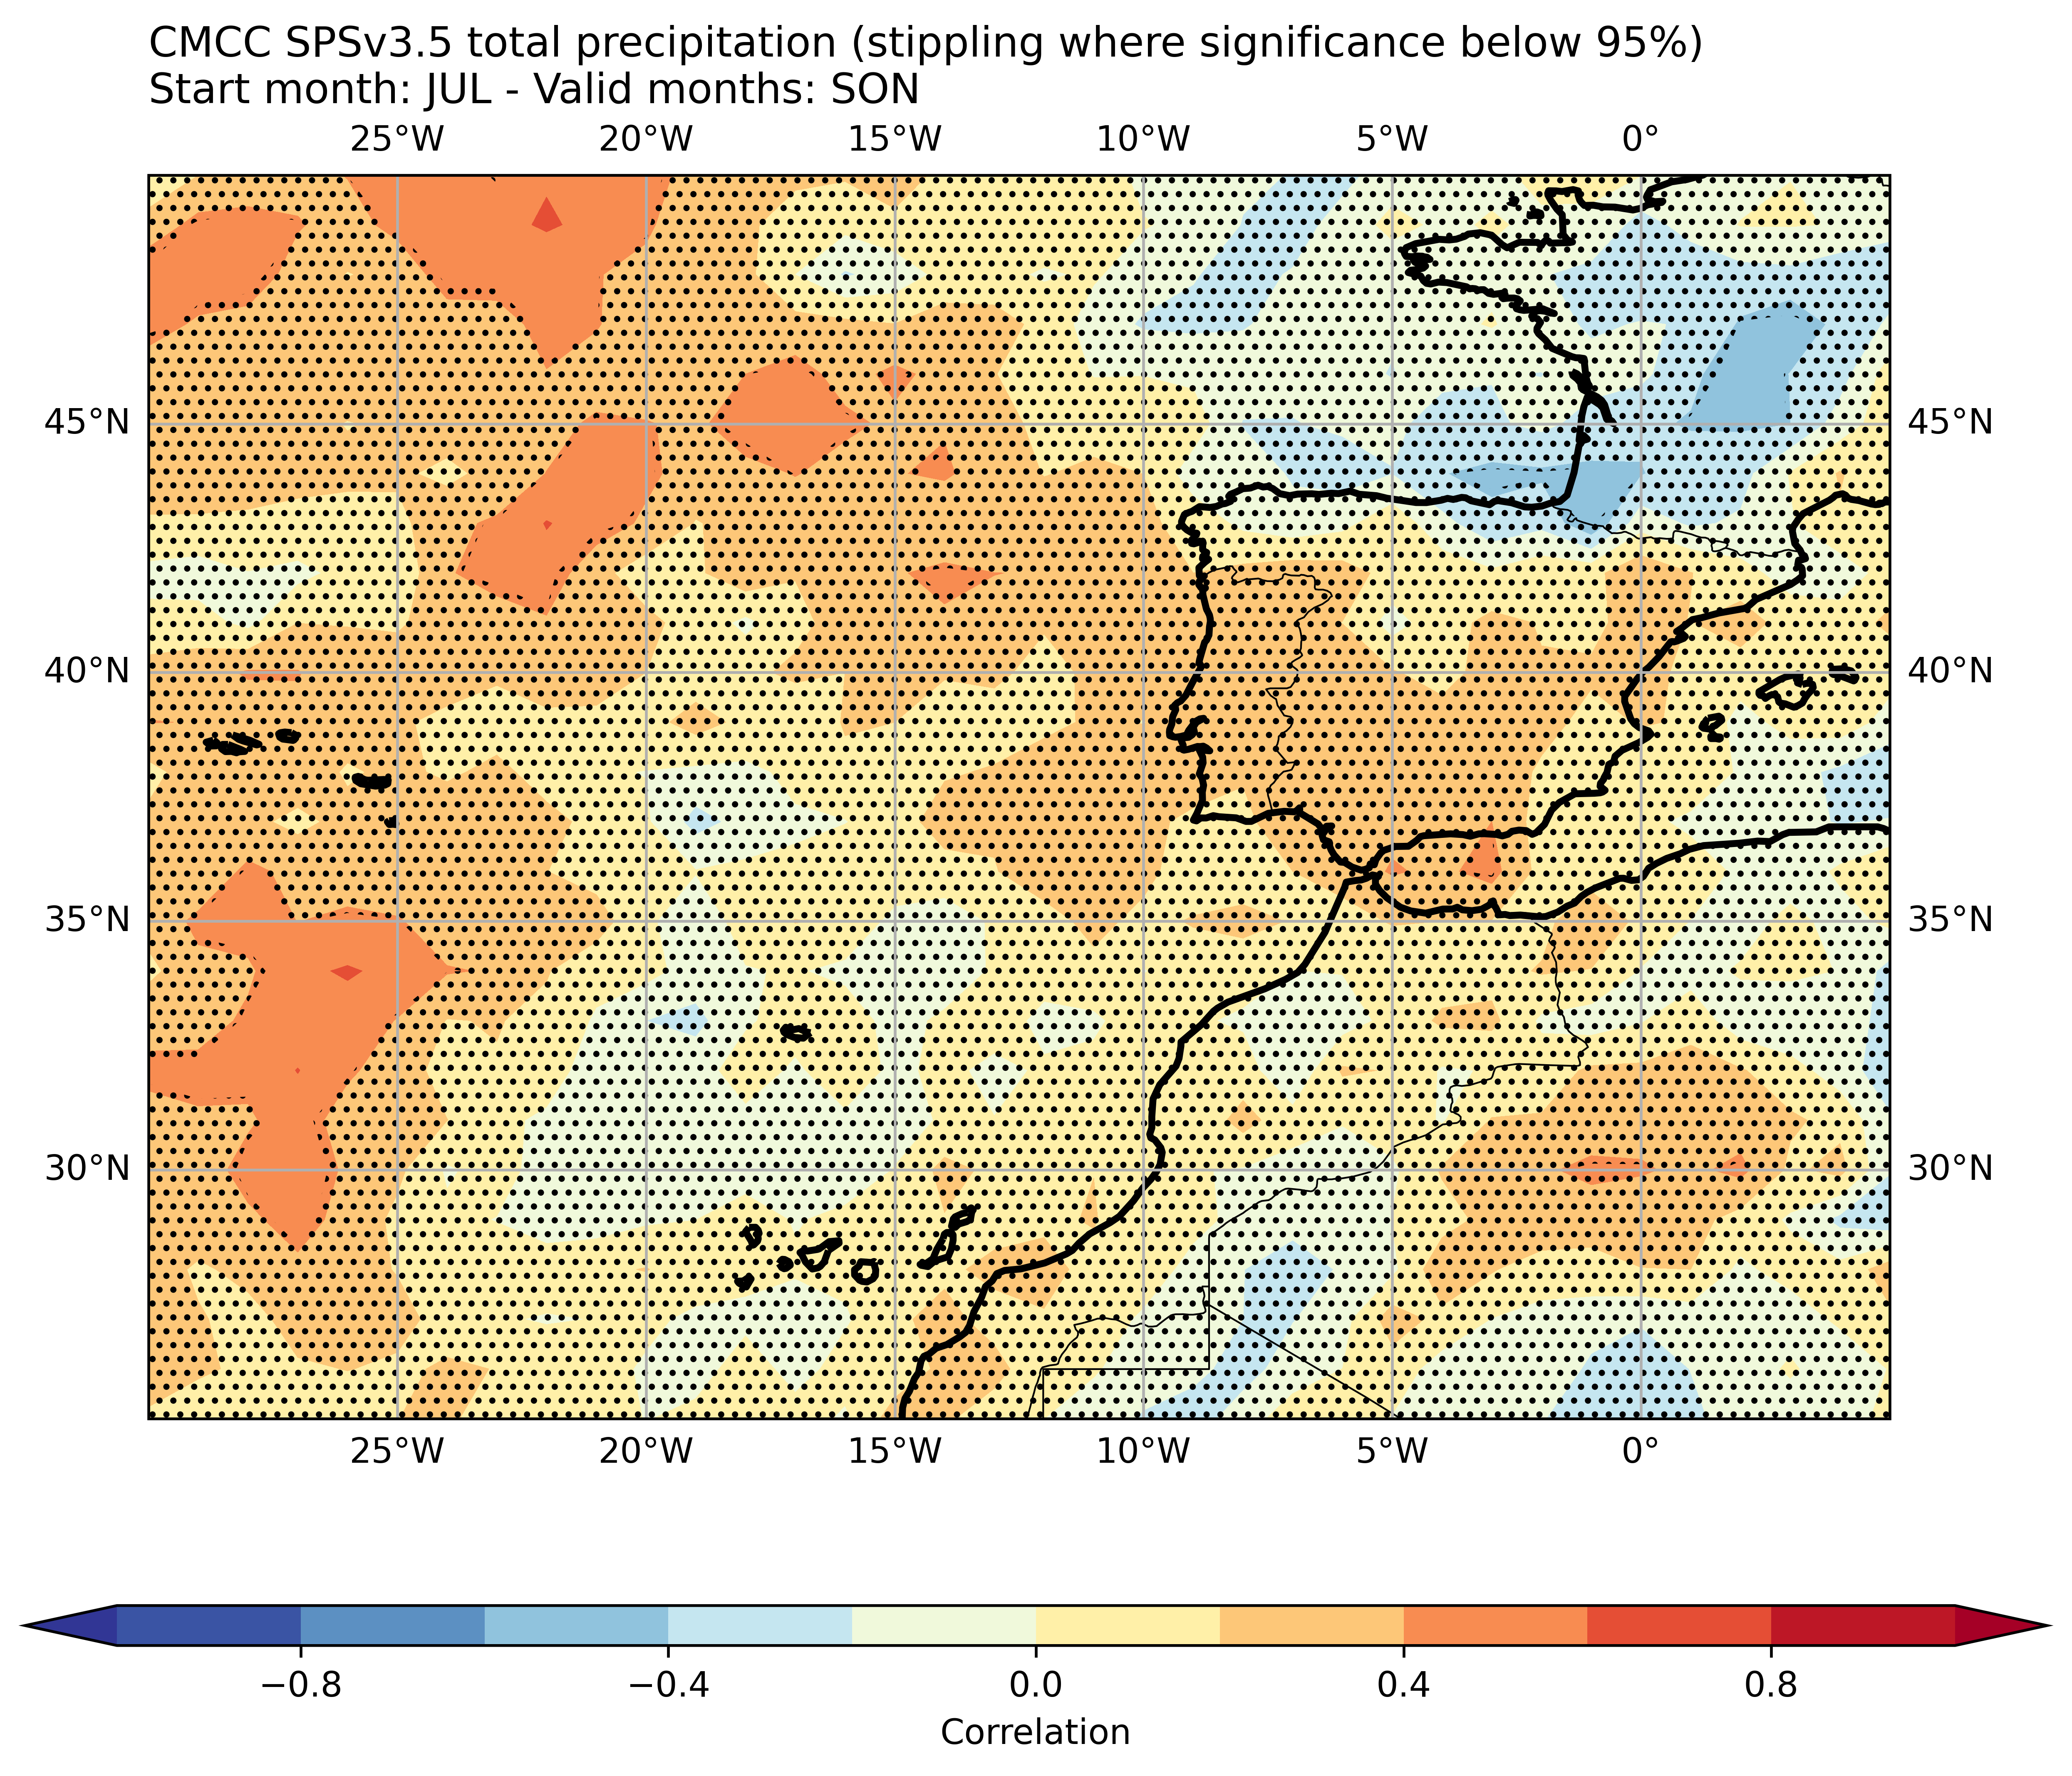 CMCC SPSv3.5 total precipitation (stippling where significance below 95%)
Start month: JUL - Valid months: SON
25°W 20°W 15°W 10°W 5°W 0°
45°N 45°N
40°N 40°N
35°N 35°N
30°N 30°N
25°W 20°W 15°W 10°W 5°W 0°
−0.8 −0.4 0.0 0.4 0.8
Correlation